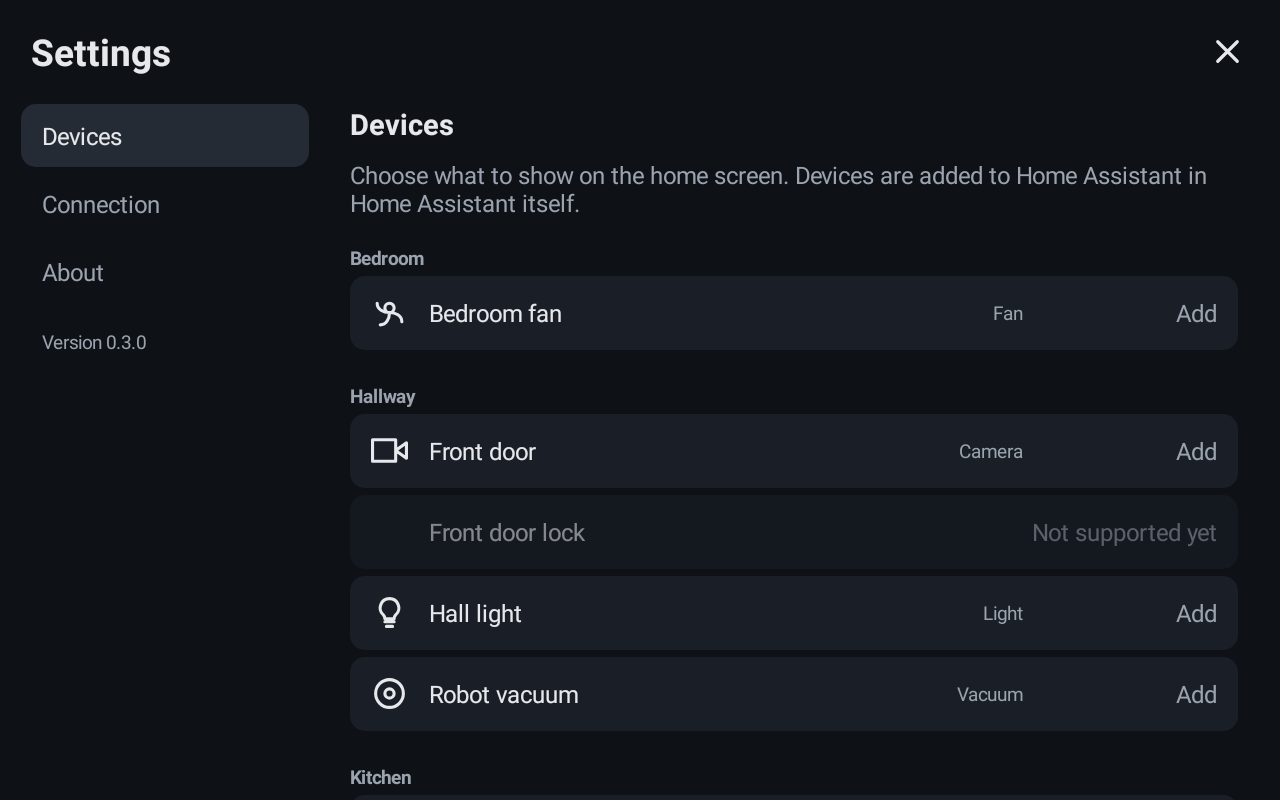 Settings
Devices
Connection
About
Version 0.3.0
Devices
Choose what to show on the home screen. Devices are added to Home Assistant in
Home Assistant itself.
Bedroom
Bedroom fan Fan Add
Hallway
Front door Camera Add
Front door lock Not supported yet
Hall light Light Add
Robot vacuum Vacuum Add
Kitchen